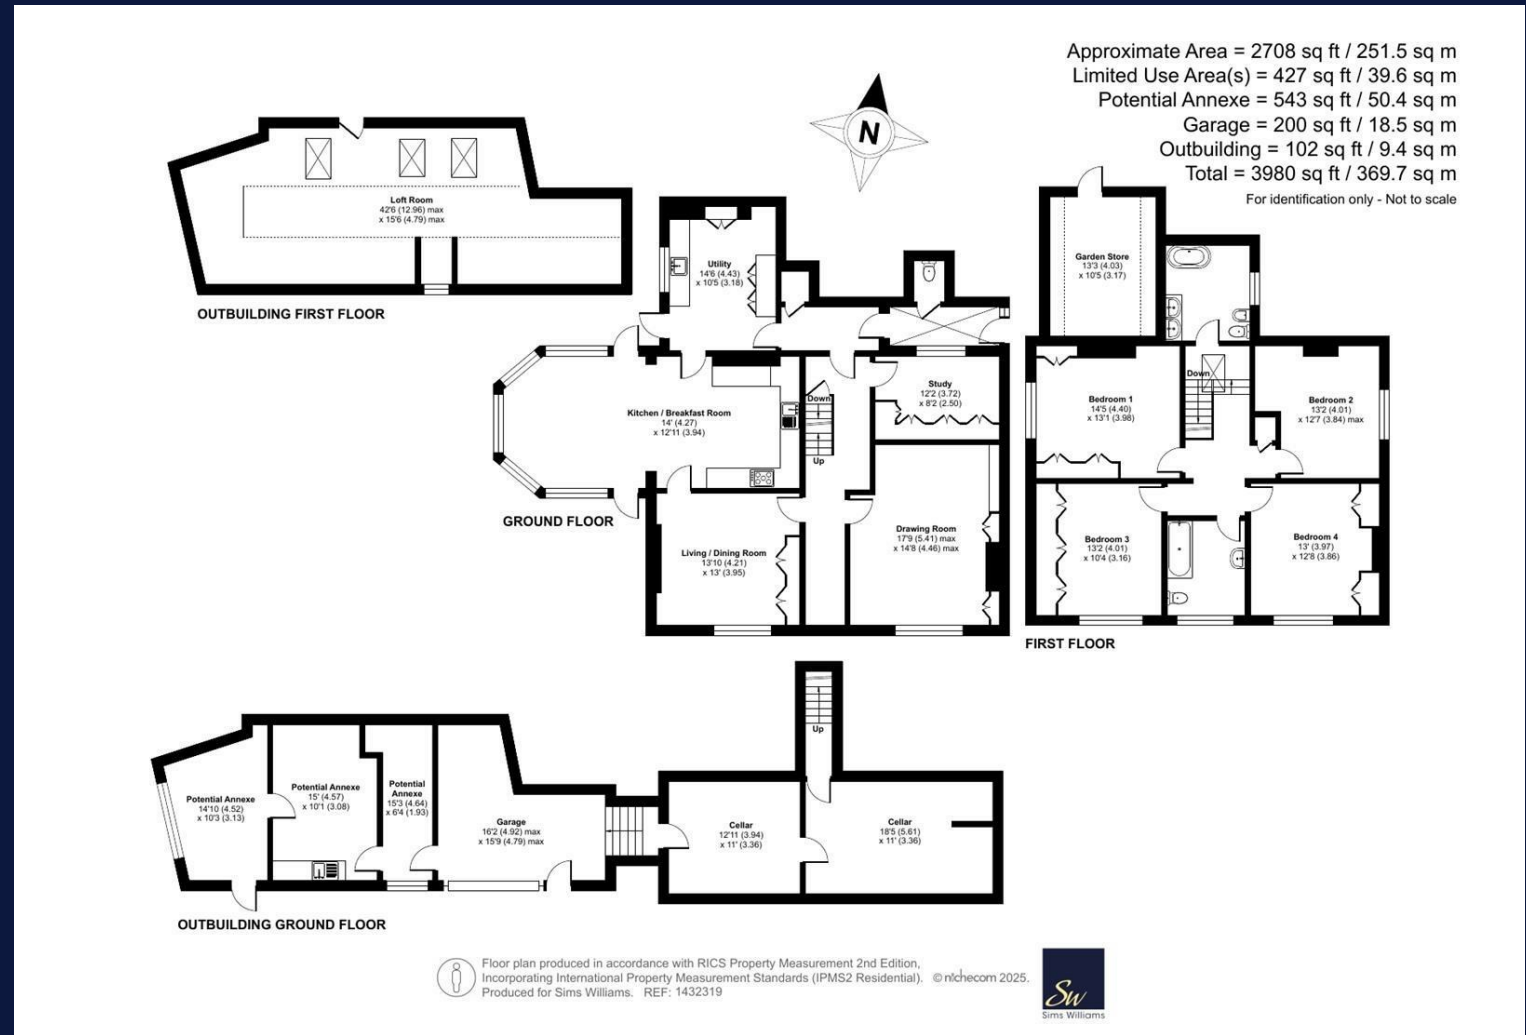 Approximate Area = 2708 sq ft / 251.5 sq m
Limited Use Area(s) = 427 sq ft / 39.6 sq m
Potential Annexe = 543 sq ft / 50.4 sq m
Garage = 200 sq ft / 18.5 sq m
Outbuilding = 102 sq ft / 9.4 sq m
Total = 3980 sq ft / 369.7 sq m
For identification only - Not to scale
N
Loft Room
42'6 (12.96) max
x 15'6 (4.79) max
OUTBUILDING FIRST FLOOR
Utility
14'6 (4.43)
x 10'5 (3.18)
Kitchen / Breakfast Room
14' (4.27)
x 12'11 (3.94)
Down
Up
Study
12'2 (3.72)
x 8'2 (2.50)
GROUND FLOOR
Living / Dining Room
13'10 (4.21)
x 13' (3.95)
Drawing Room
17'9 (5.41) max
x 14'8 (4.46) max
Garden Store
13'3 (4.03)
x 10'5 (3.17)
Down
Bedroom 1
14'5 (4.40)
x 13'1 (3.98)
Bedroom 2
13'2 (4.01)
x 12'7 (3.84) max
Bedroom 3
13'2 (4.01)
x 10'4 (3.16)
Bedroom 4
13' (3.97)
x 12'8 (3.86)
FIRST FLOOR
Potential Annexe
14'10 (4.52)
x 10'3 (3.13)
Potential Annexe
15' (4.57)
x 10'1 (3.08)
Potential
Annexe
15'3 (4.64)
x 6'4 (1.93)
Garage
16'2 (4.92) max
x 15'9 (4.79) max
Up
Cellar
12'11 (3.94)
x 11' (3.36)
Cellar
18'5 (5.61)
x 11' (3.36)
OUTBUILDING GROUND FLOOR
Floor plan produced in accordance with RICS Property Measurement 2nd Edition,
Incorporating International Property Measurement Standards (IPMS2 Residential). © nichecom 2025.
Produced for Sims Williams. REF: 1432319
Sw
Sims Williams